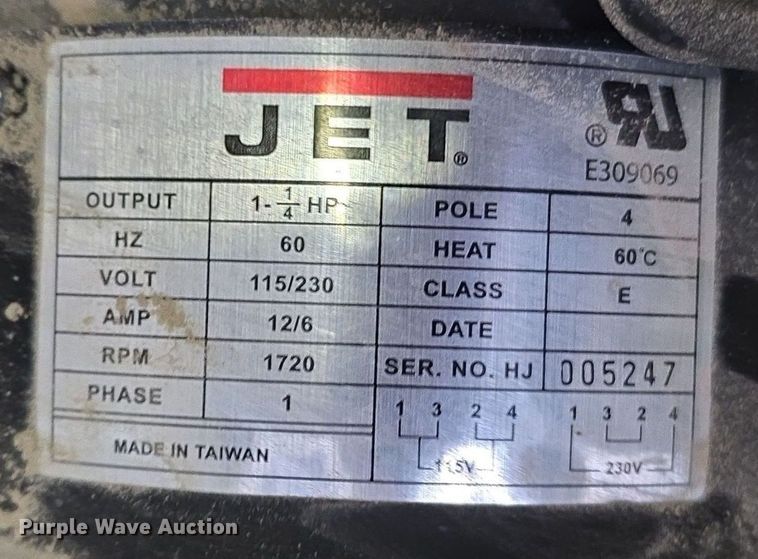 JET®
®
E309069
OUTPUT 1-1/4 HP
HZ 60
VOLT 115/230
AMP 12/6
RPM 1720
PHASE 1
MADE IN TAIWAN
POLE 4
HEAT 60°C
CLASS E
DATE
SER. NO. HJ 005247
1 3 2 4
115V
1 3 2 4
230V
Purple Wave Auction